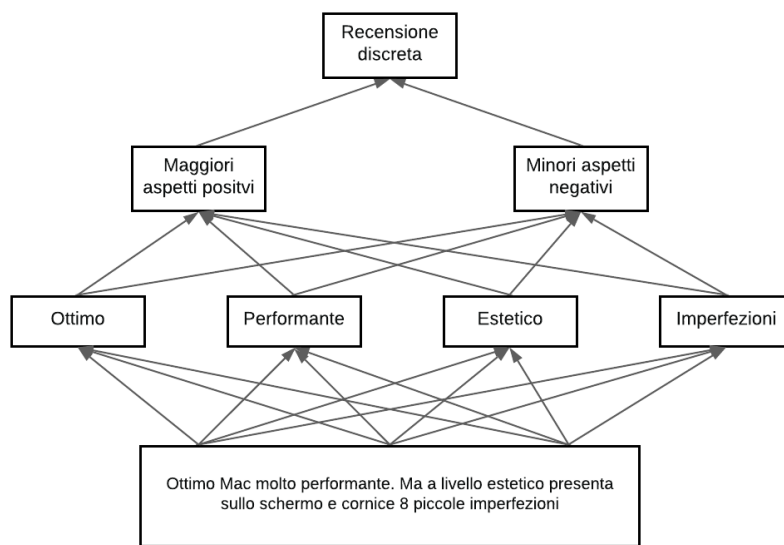 Recensione
discreta
Maggiori
aspetti positvi
Minori aspetti
negativi
Ottimo
Performante
Estetico
Imperfezioni
Ottimo Mac molto performante. Ma a livello estetico presenta
sullo schermo e cornice 8 piccole imperfezioni